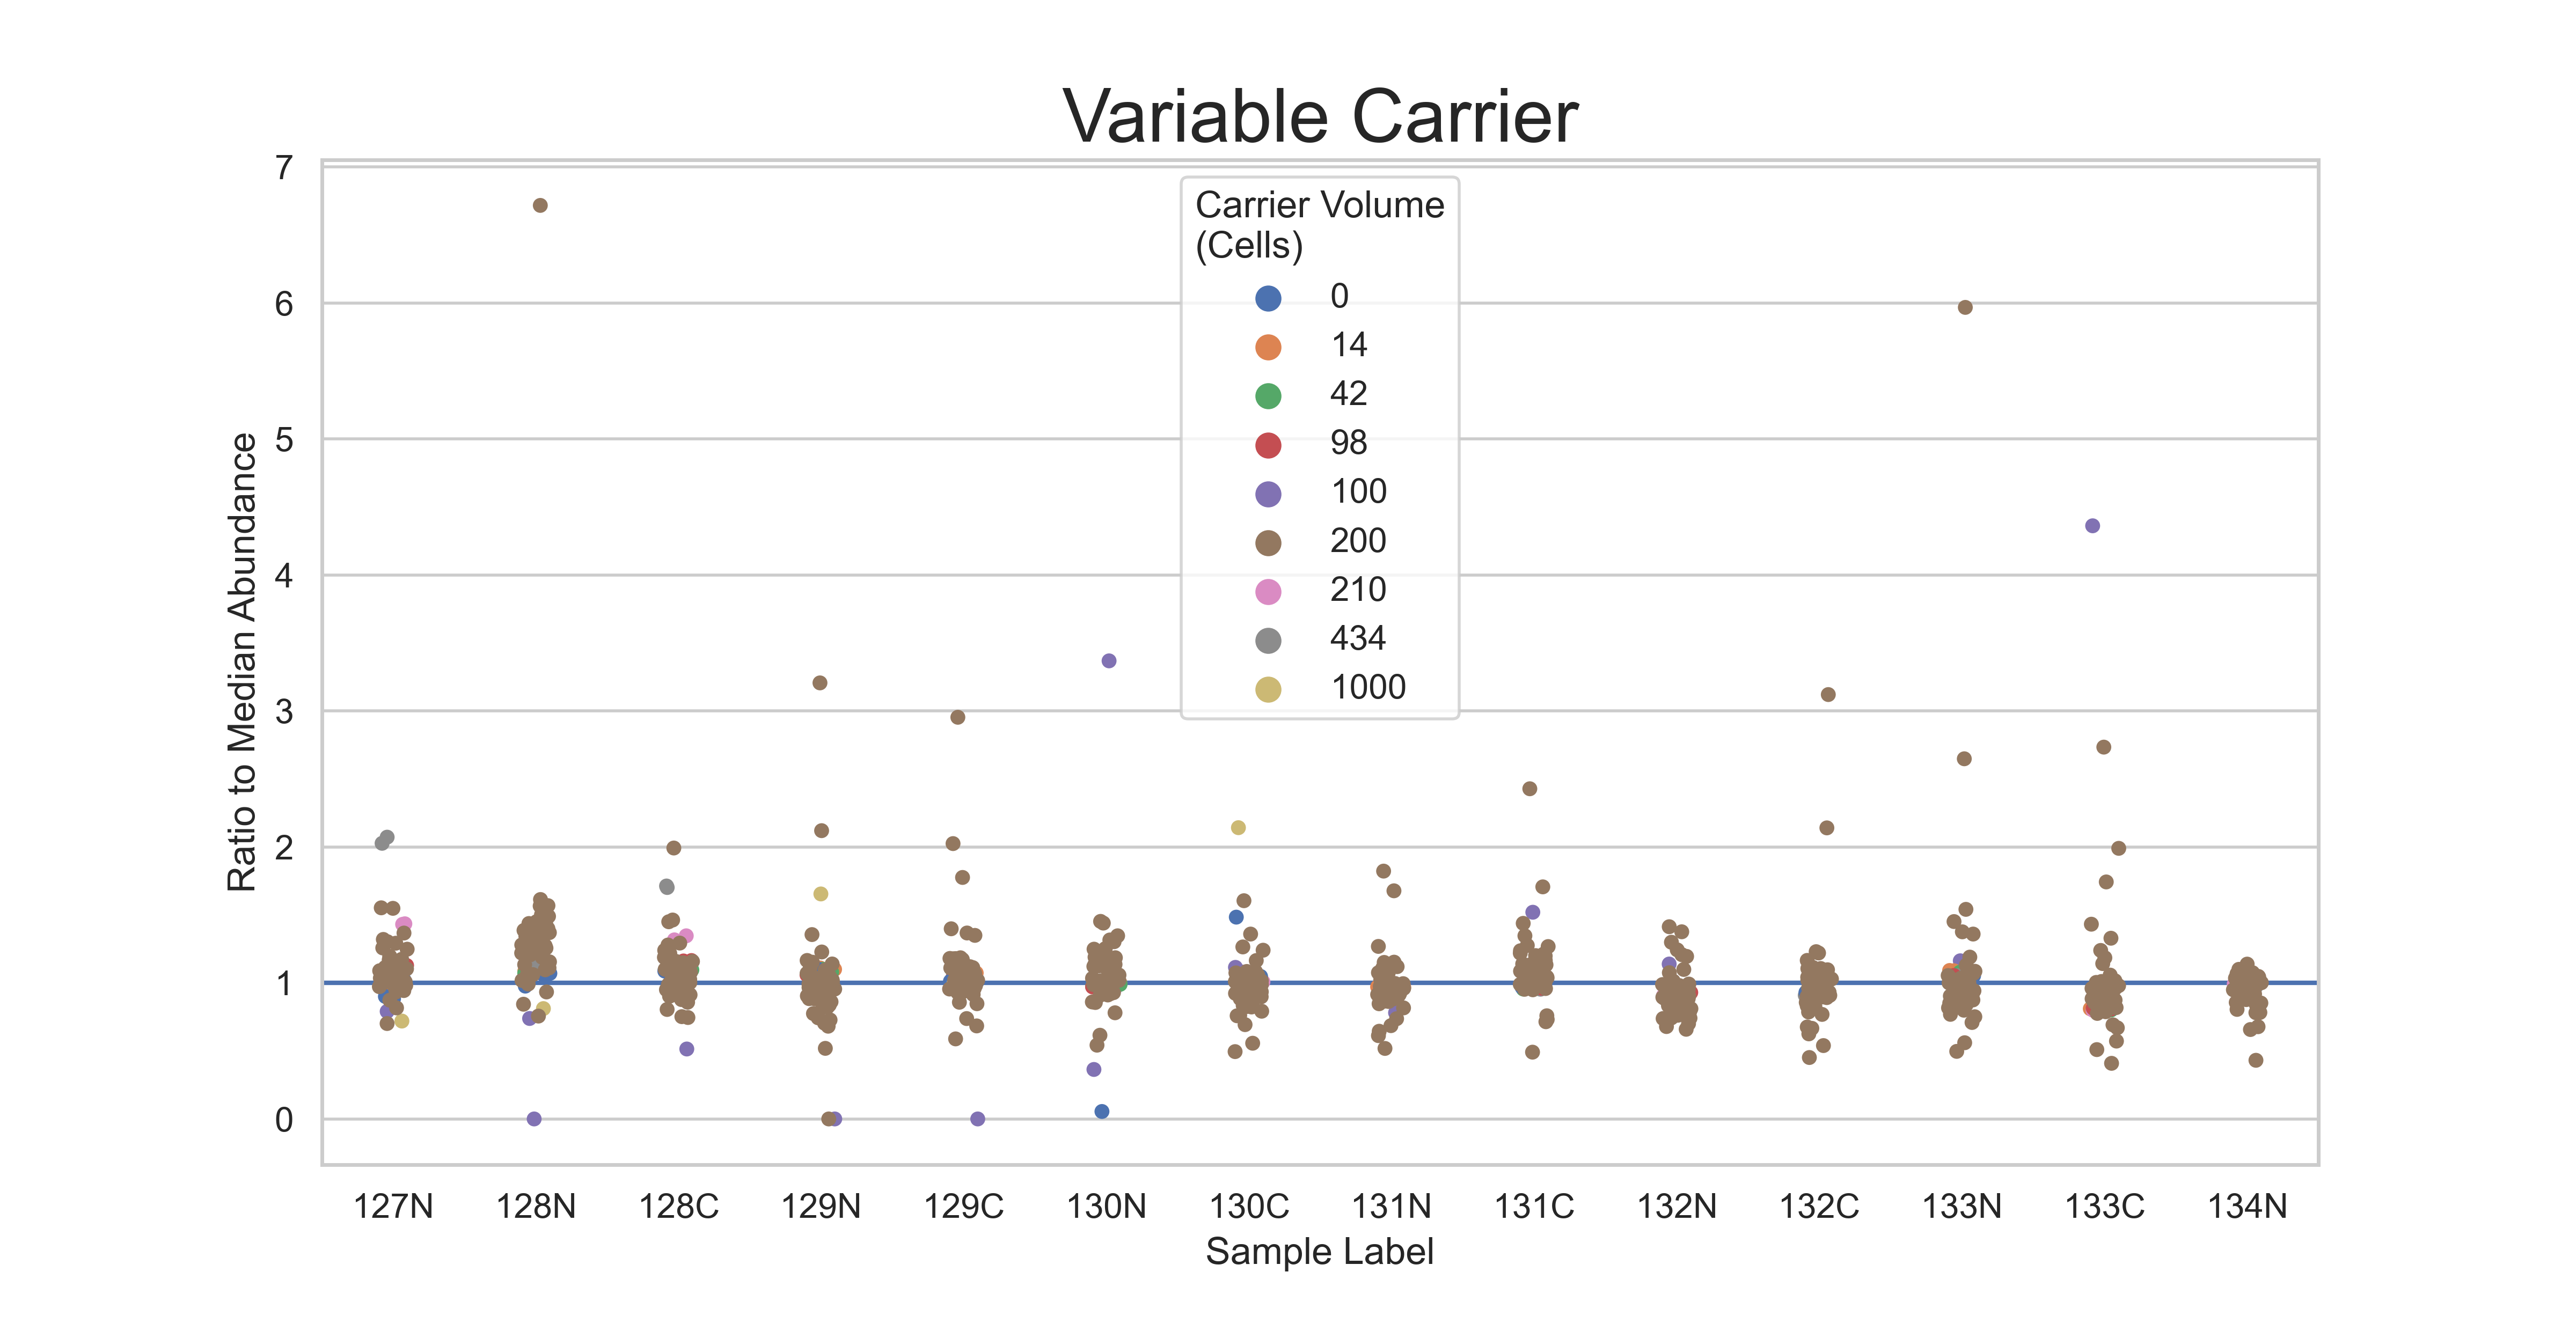 Variable Carrier
Ratio to Median Abundance
7
6
5
4
3
2
1
0
Carrier Volume
(Cells)
0
14
42
98
100
200
210
434
1000
127N 128N 128C 129N 129C 130N 130C 131N 131C 132N 132C 133N 133C 134N
Sample Label